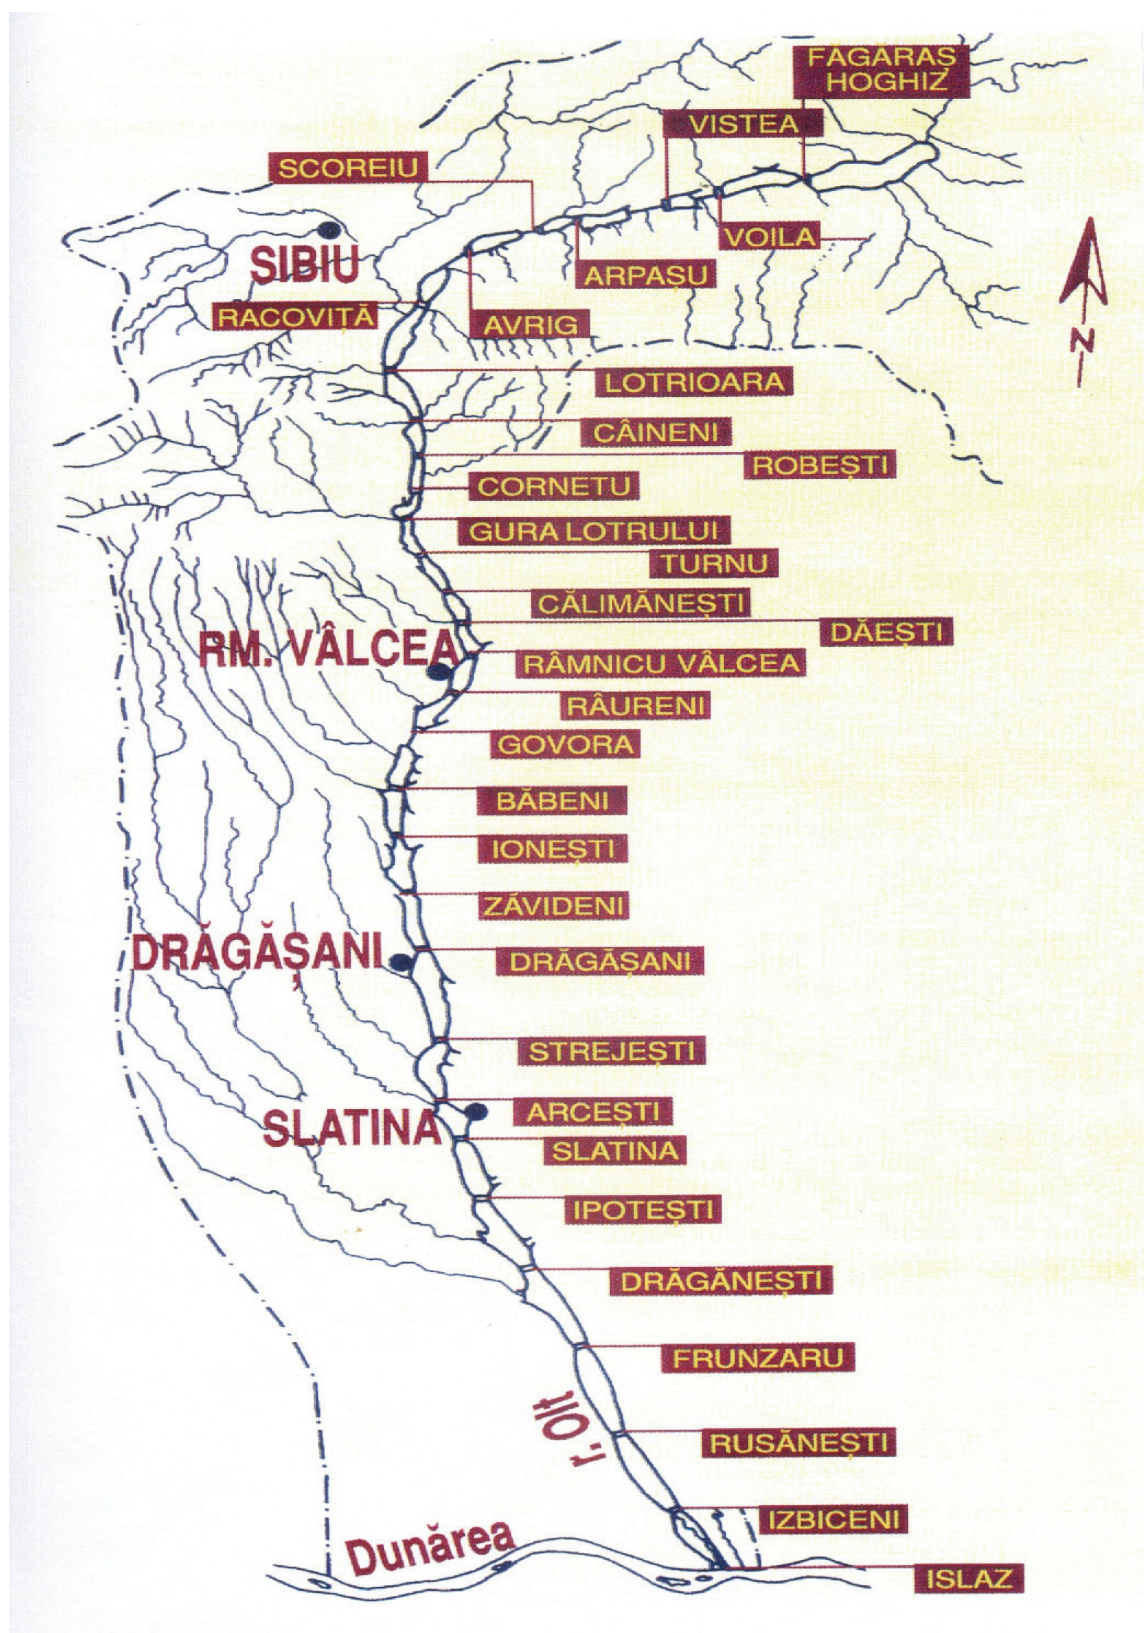 FĂGĂRAȘ
HOGHIZ
VISTEA
SCOREIU
VOILA
SIBIU
ARPAȘU
RACOVIȚĂ
AVRIG
N
LOTRIOARA
CÂINENI
ROBEȘTI
CORNETU
GURA LOTRULUI
TURNU
CĂLIMĂNEȘTI
DĂEȘTI
RM. VÂLCEA
RÂMNICU VÂLCEA
RÂURENI
GOVORA
BĂBENI
IONEȘTI
ZĂVIDENI
DRĂGĂȘANI
DRĂGĂȘANI
STREJEȘTI
ARCEȘTI
SLATINA
SLATINA
IPOTEȘTI
DRĂGĂNEȘTI
FRUNZARU
r. Olt
RUSĂNEȘTI
IZBICENI
Dunărea
ISLAZ